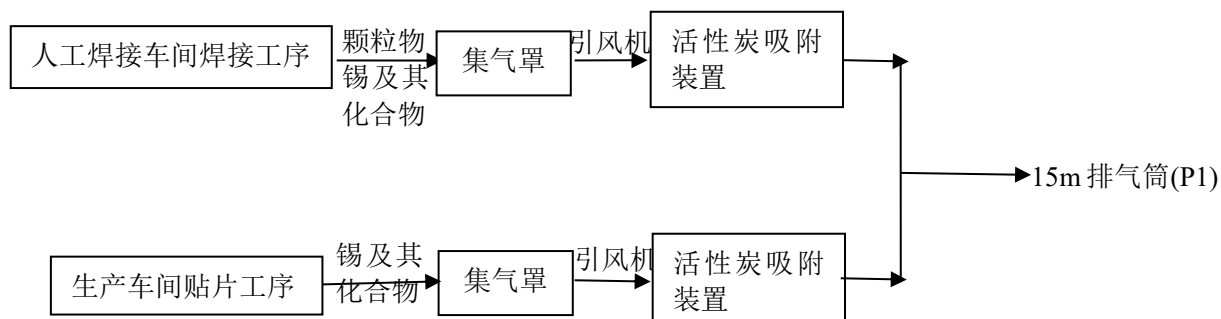 人工焊接车间焊接工序
颗粒物
锡及其
化合物
集气罩
引风机
活性炭吸附
装置
15m排气筒(P1)
生产车间贴片工序
锡及其
化合物
集气罩
引风机
活性炭吸附
装置